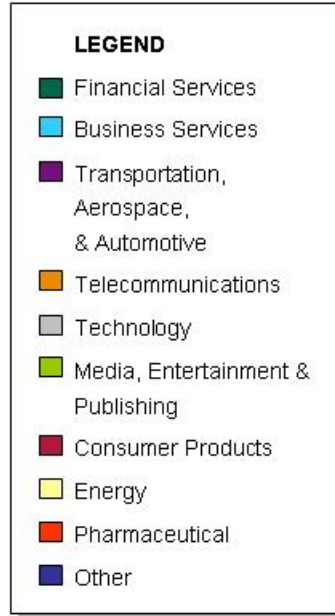 LEGEND
Financial Services
Business Services
Transportation,
Aerospace,
& Automotive
Telecommunications
Technology
Media, Entertainment &
Publishing
Consumer Products
Energy
Pharmaceutical
Other